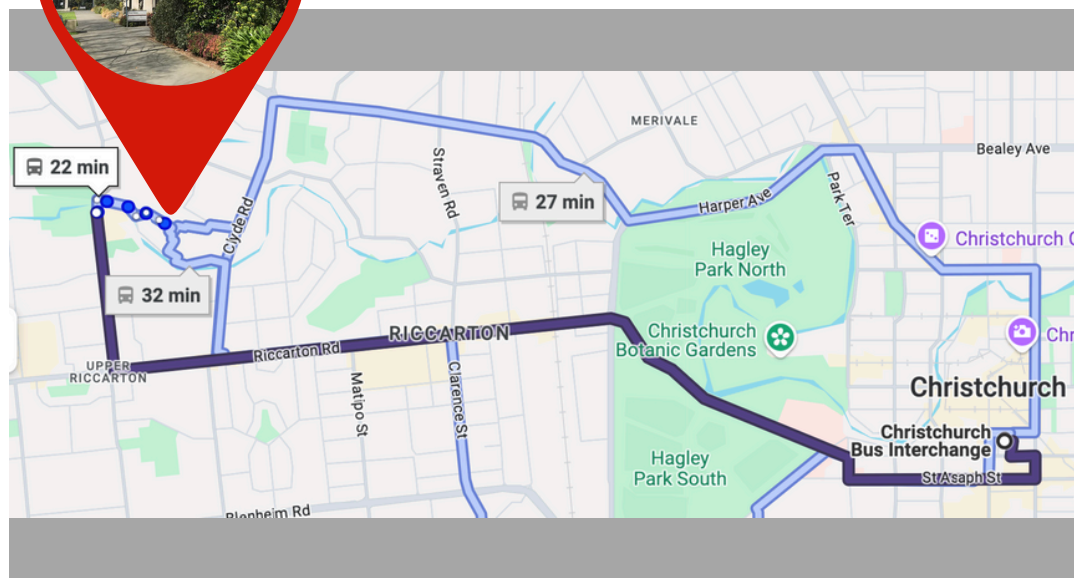 MERIVALE
Bealey Ave
Straven Rd
22 min
27 min
Harper Ave
Park Ter
Clyde Rd
Christchurch
Hagley
Park North
32 min
Christchurch
Botanic Gardens
RICCARTON
Riccarton Rd
UPPER
RICCARTON
Matipo St
Clarence St
Christchurch
Christchurch
Bus Interchange
Hagley
Park South
St Asaph St
Blenheim Rd